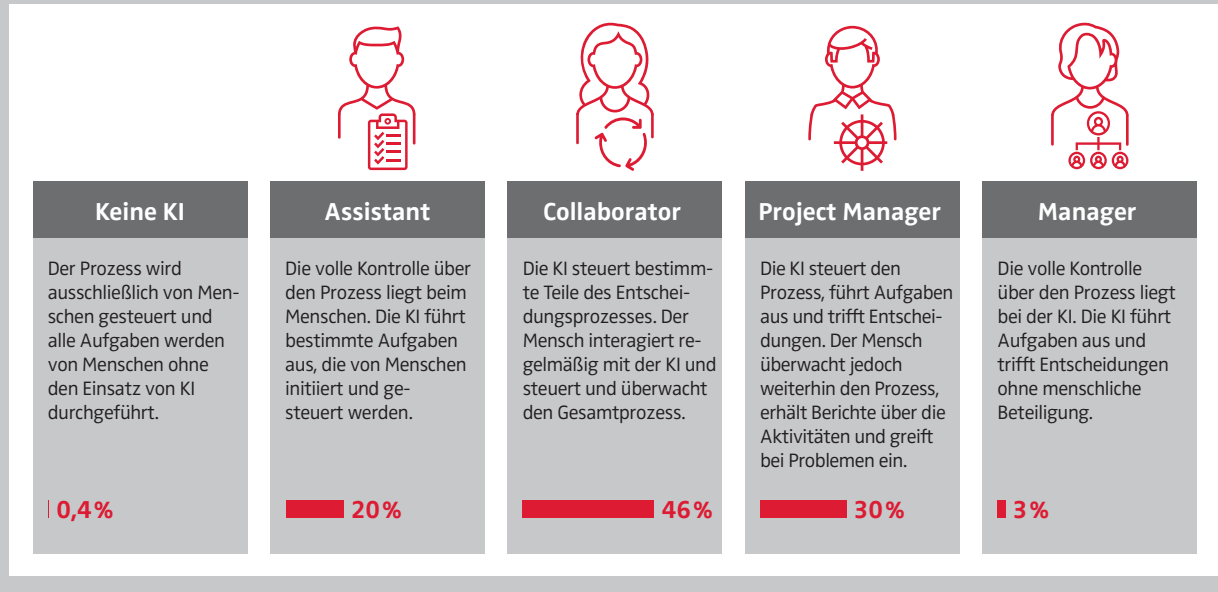 Keine KI
Der Prozess wird
ausschließlich von Men-
schen gesteuert und
alle Aufgaben werden
von Menschen ohne
den Einsatz von KI
durchgeführt.
0,4%
Assistant
Die volle Kontrolle über
den Prozess liegt beim
Menschen. Die KI führt
bestimmte Aufgaben
aus, die von Menschen
initiiert und ge-
steuert werden.
20%
Collaborator
Die KI steuert bestimm-
te Teile des Entschei-
dungsprozesses. Der
Mensch interagiert re-
gelmäßig mit der KI und
steuert und überwacht
den Gesamtprozess.
46%
Project Manager
Die KI steuert den
Prozess, führt Aufgaben
aus und trifft Entschei-
dungen. Der Mensch
überwacht jedoch
weiterhin den Prozess,
erhält Berichte über die
Aktivitäten und greift
bei Problemen ein.
30%
Manager
Die volle Kontrolle
über den Prozess liegt
bei der KI. Die KI führt
Aufgaben aus und
trifft Entscheidungen
ohne menschliche
Beteiligung.
3%